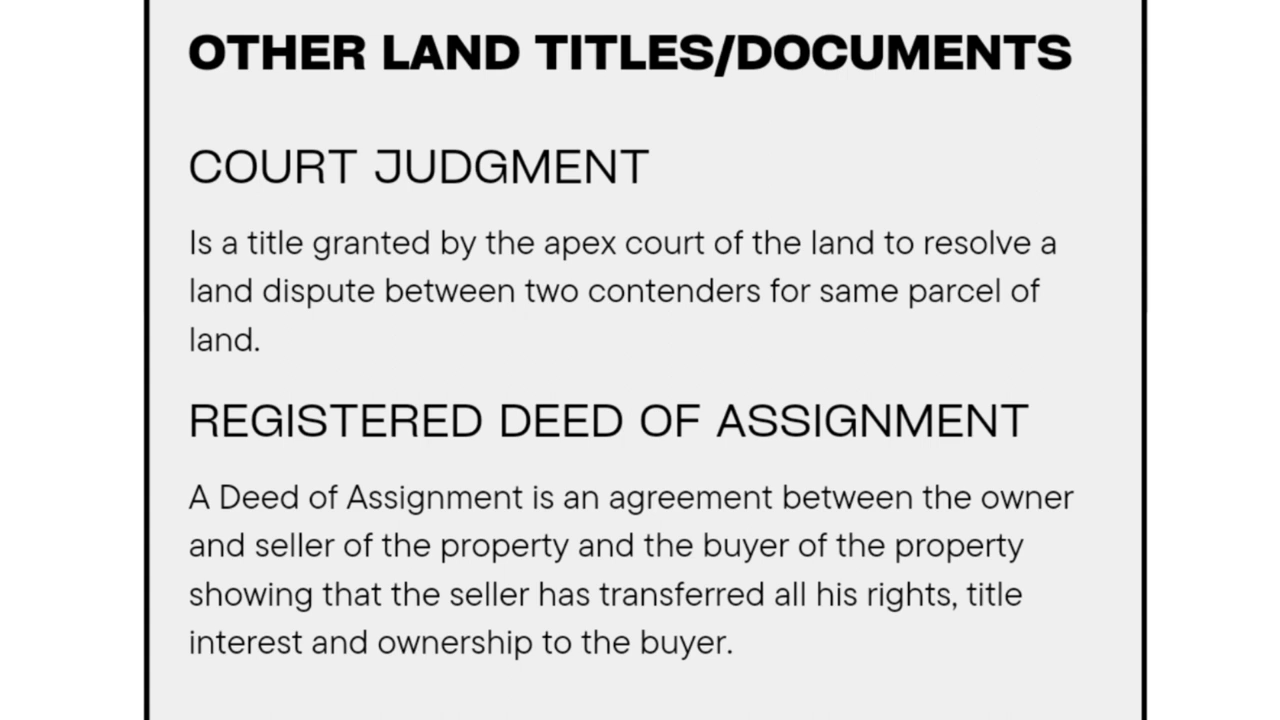 OTHER LAND TITLES/DOCUMENTS
COURT JUDGMENT
Is a title granted by the apex court of the land to resolve a
land dispute between two contenders for same parcel of
land.
REGISTERED DEED OF ASSIGNMENT
A Deed of Assignment is an agreement between the owner
and seller of the property and the buyer of the property
showing that the seller has transferred all his rights, title
interest and ownership to the buyer.